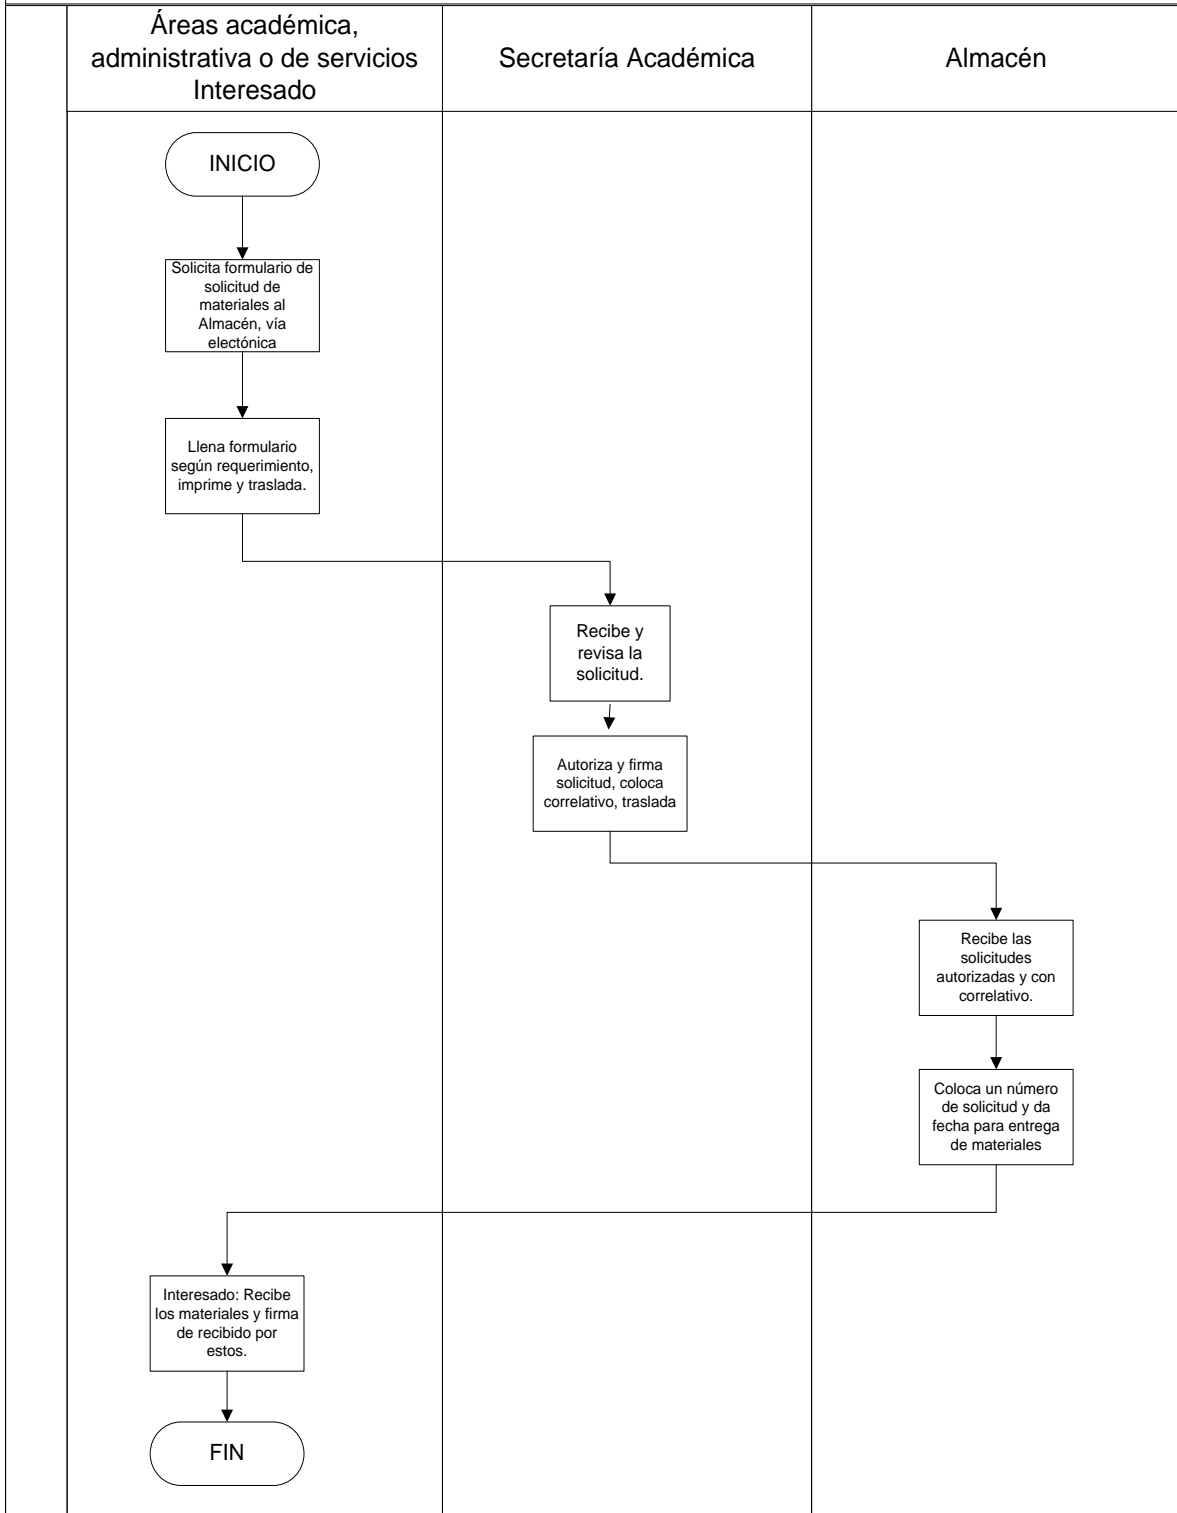 Áreas académica,
administrativa o de servicios
Interesado
Secretaría Académica
Almacén
INICIO
Solicita formulario de
solicitud de
materiales al
Almacén, vía
electónica
Llena formulario
según requerimiento,
imprime y traslada.
Recibe y
revisa la
solicitud.
Autoriza y firma
solicitud, coloca
correlativo, traslada
Recibe las
solicitudes
autorizadas y con
correlativo.
Coloca un número
de solicitud y da
fecha para entrega
de materiales
Interesado: Recibe
los materiales y firma
de recibido por
estos.
FIN